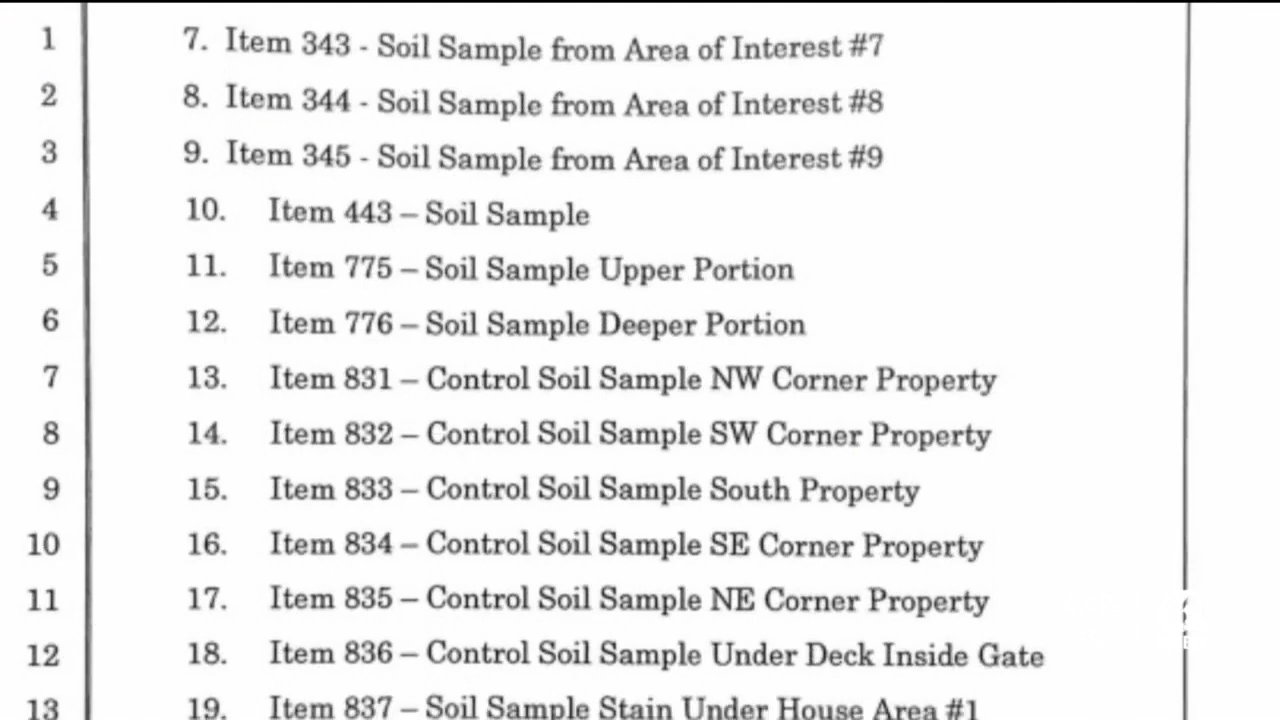 1 7. Item 343 - Soil Sample from Area of Interest #7
2 8. Item 344 - Soil Sample from Area of Interest #8
3 9. Item 345 - Soil Sample from Area of Interest #9
4 10. Item 443 – Soil Sample
5 11. Item 775 – Soil Sample Upper Portion
6 12. Item 776 – Soil Sample Deeper Portion
7 13. Item 831 – Control Soil Sample NW Corner Property
8 14. Item 832 – Control Soil Sample SW Corner Property
9 15. Item 833 – Control Soil Sample South Property
10 16. Item 834 – Control Soil Sample SE Corner Property
11 17. Item 835 – Control Soil Sample NE Corner Property
12 18. Item 836 – Control Soil Sample Under Deck Inside Gate
13 19. Item 837 – Soil Sample Stain Under House Area #1